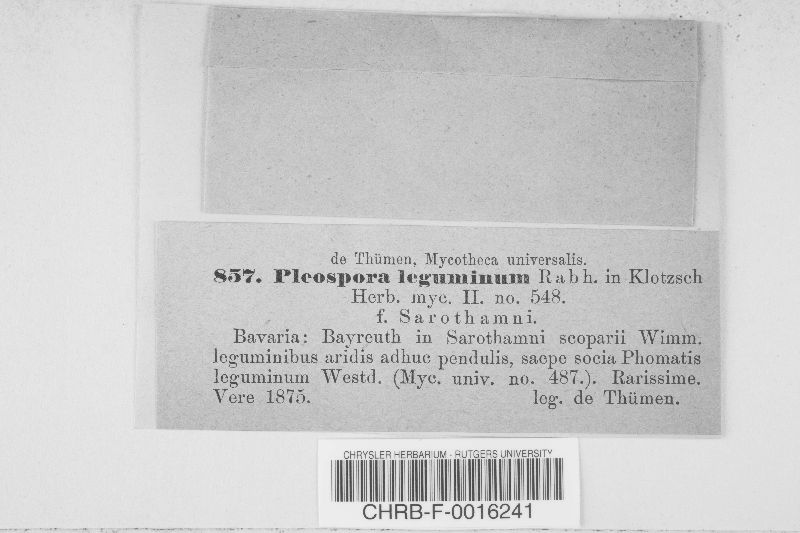 de Thümen, Mycotheca universalis.
857. Pleospora leguminum Rabh. in Klotzsch
Herb. myc. II. no. 548.
f. Sarothamni.
Bavaria: Bayreuth in Sarothamni scoparii Wimm.
leguminibus aridis adhuc pendulis, saepe socia Phomatis
leguminum Westd. (Myc. univ. no. 487.). Rarissime.
Vere 1875. leg. de Thümen.
CHRYSLER HERBARIUM - RUTGERS UNIVERSITY
CHRB-F-0016241